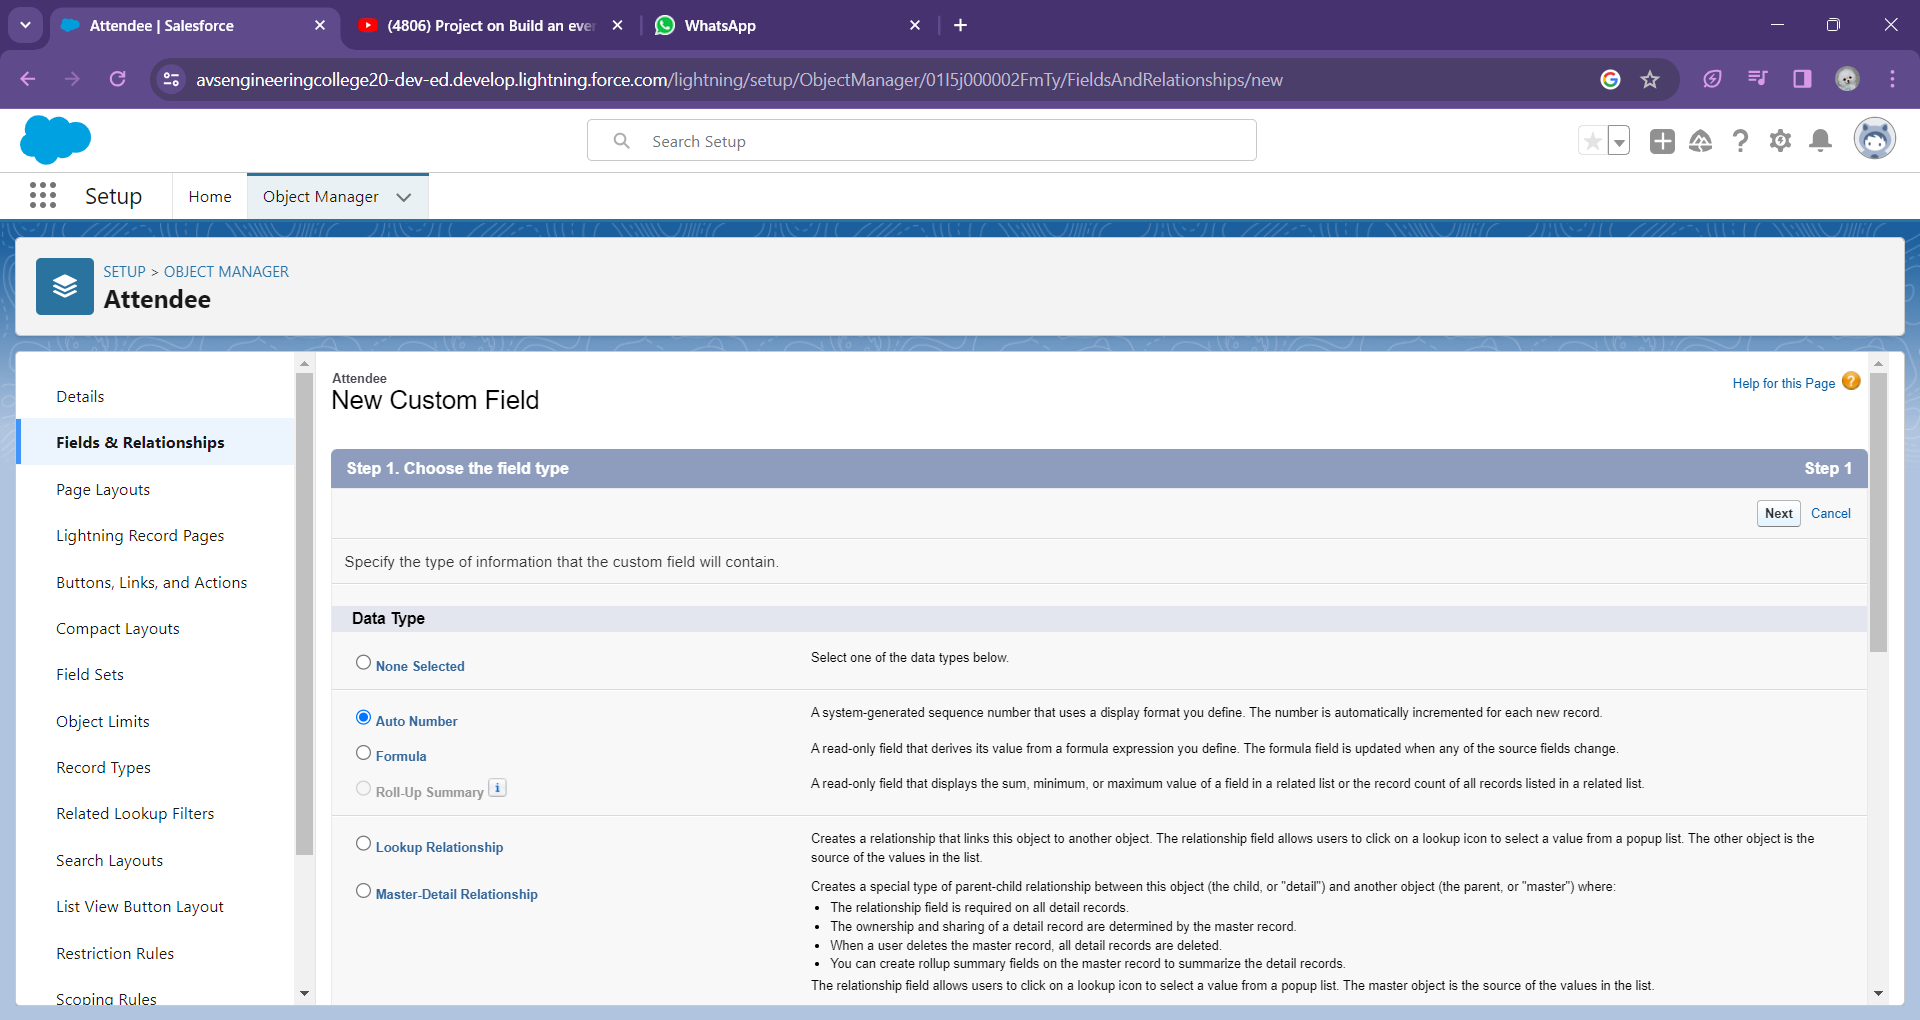 Attendee | Salesforce
(4806) Project on Build an eve
WhatsApp
avsengineeringcollege20-dev-ed.develop.lightning.force.com/lightning/setup/ObjectManager/01I5j000002FmTy/FieldsAndRelationships/new
Search Setup
Setup
Home
Object Manager
SETUP > OBJECT MANAGER
Attendee
Details
Fields & Relationships
Page Layouts
Lightning Record Pages
Buttons, Links, and Actions
Compact Layouts
Field Sets
Object Limits
Record Types
Related Lookup Filters
Search Layouts
List View Button Layout
Restriction Rules
Scoping Rules
Attendee
New Custom Field
Help for this Page
Step 1. Choose the field type
Step 1
Next
Cancel
Specify the type of information that the custom field will contain.
Data Type
None Selected
Select one of the data types below.
Auto Number
A system-generated sequence number that uses a display format you define. The number is automatically incremented for each new record.
Formula
A read-only field that derives its value from a formula expression you define. The formula field is updated when any of the source fields change.
Roll-Up Summary
A read-only field that displays the sum, minimum, or maximum value of a field in a related list or the record count of all records listed in a related list.
Lookup Relationship
Creates a relationship that links this object to another object. The relationship field allows users to click on a lookup icon to select a value from a popup list. The other object is the
source of the values in the list.
Master-Detail Relationship
Creates a special type of parent-child relationship between this object (the child, or "detail") and another object (the parent, or "master") where:
• The relationship field is required on all detail records.
• The ownership and sharing of a detail record are determined by the master record.
• When a user deletes the master record, all detail records are deleted.
• You can create rollup summary fields on the master record to summarize the detail records.
The relationship field allows users to click on a lookup icon to select a value from a popup list. The master object is the source of the values in the list.